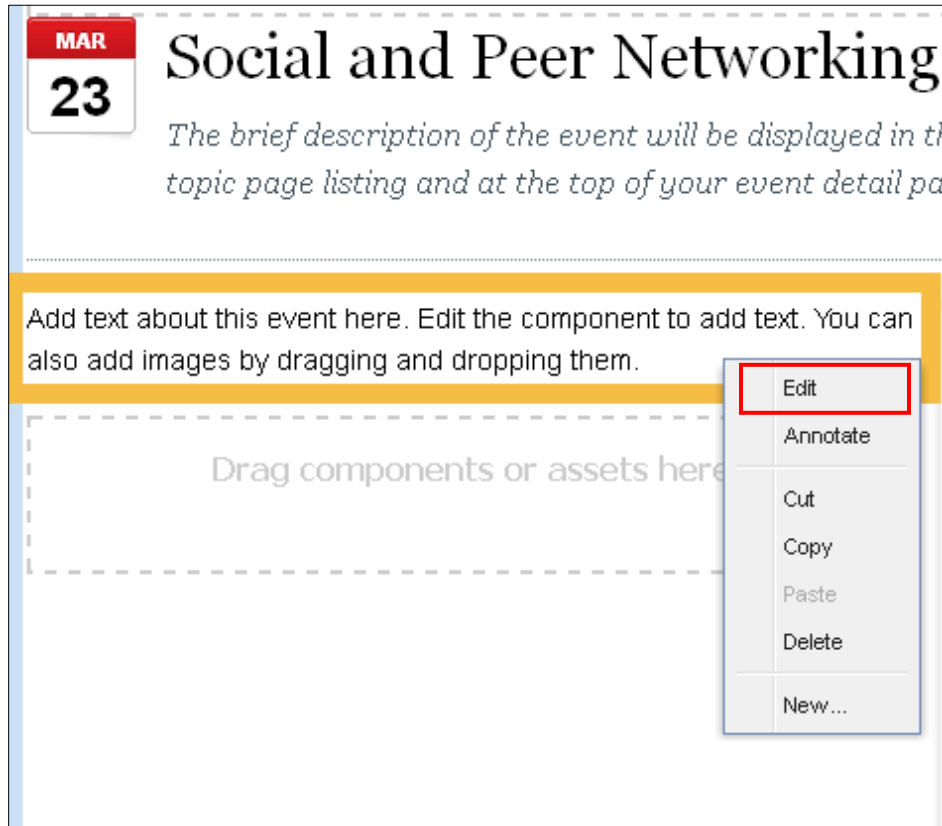 MAR
23
Social and Peer Networking
The brief description of the event will be displayed in
topic page listing and at the top of your event detail
Add text about this event here. Edit the component to add text. You can
also add images by dragging and dropping them.
Edit
Annotate
Drag components or assets here
Cut
Copy
Paste
Delete
New...